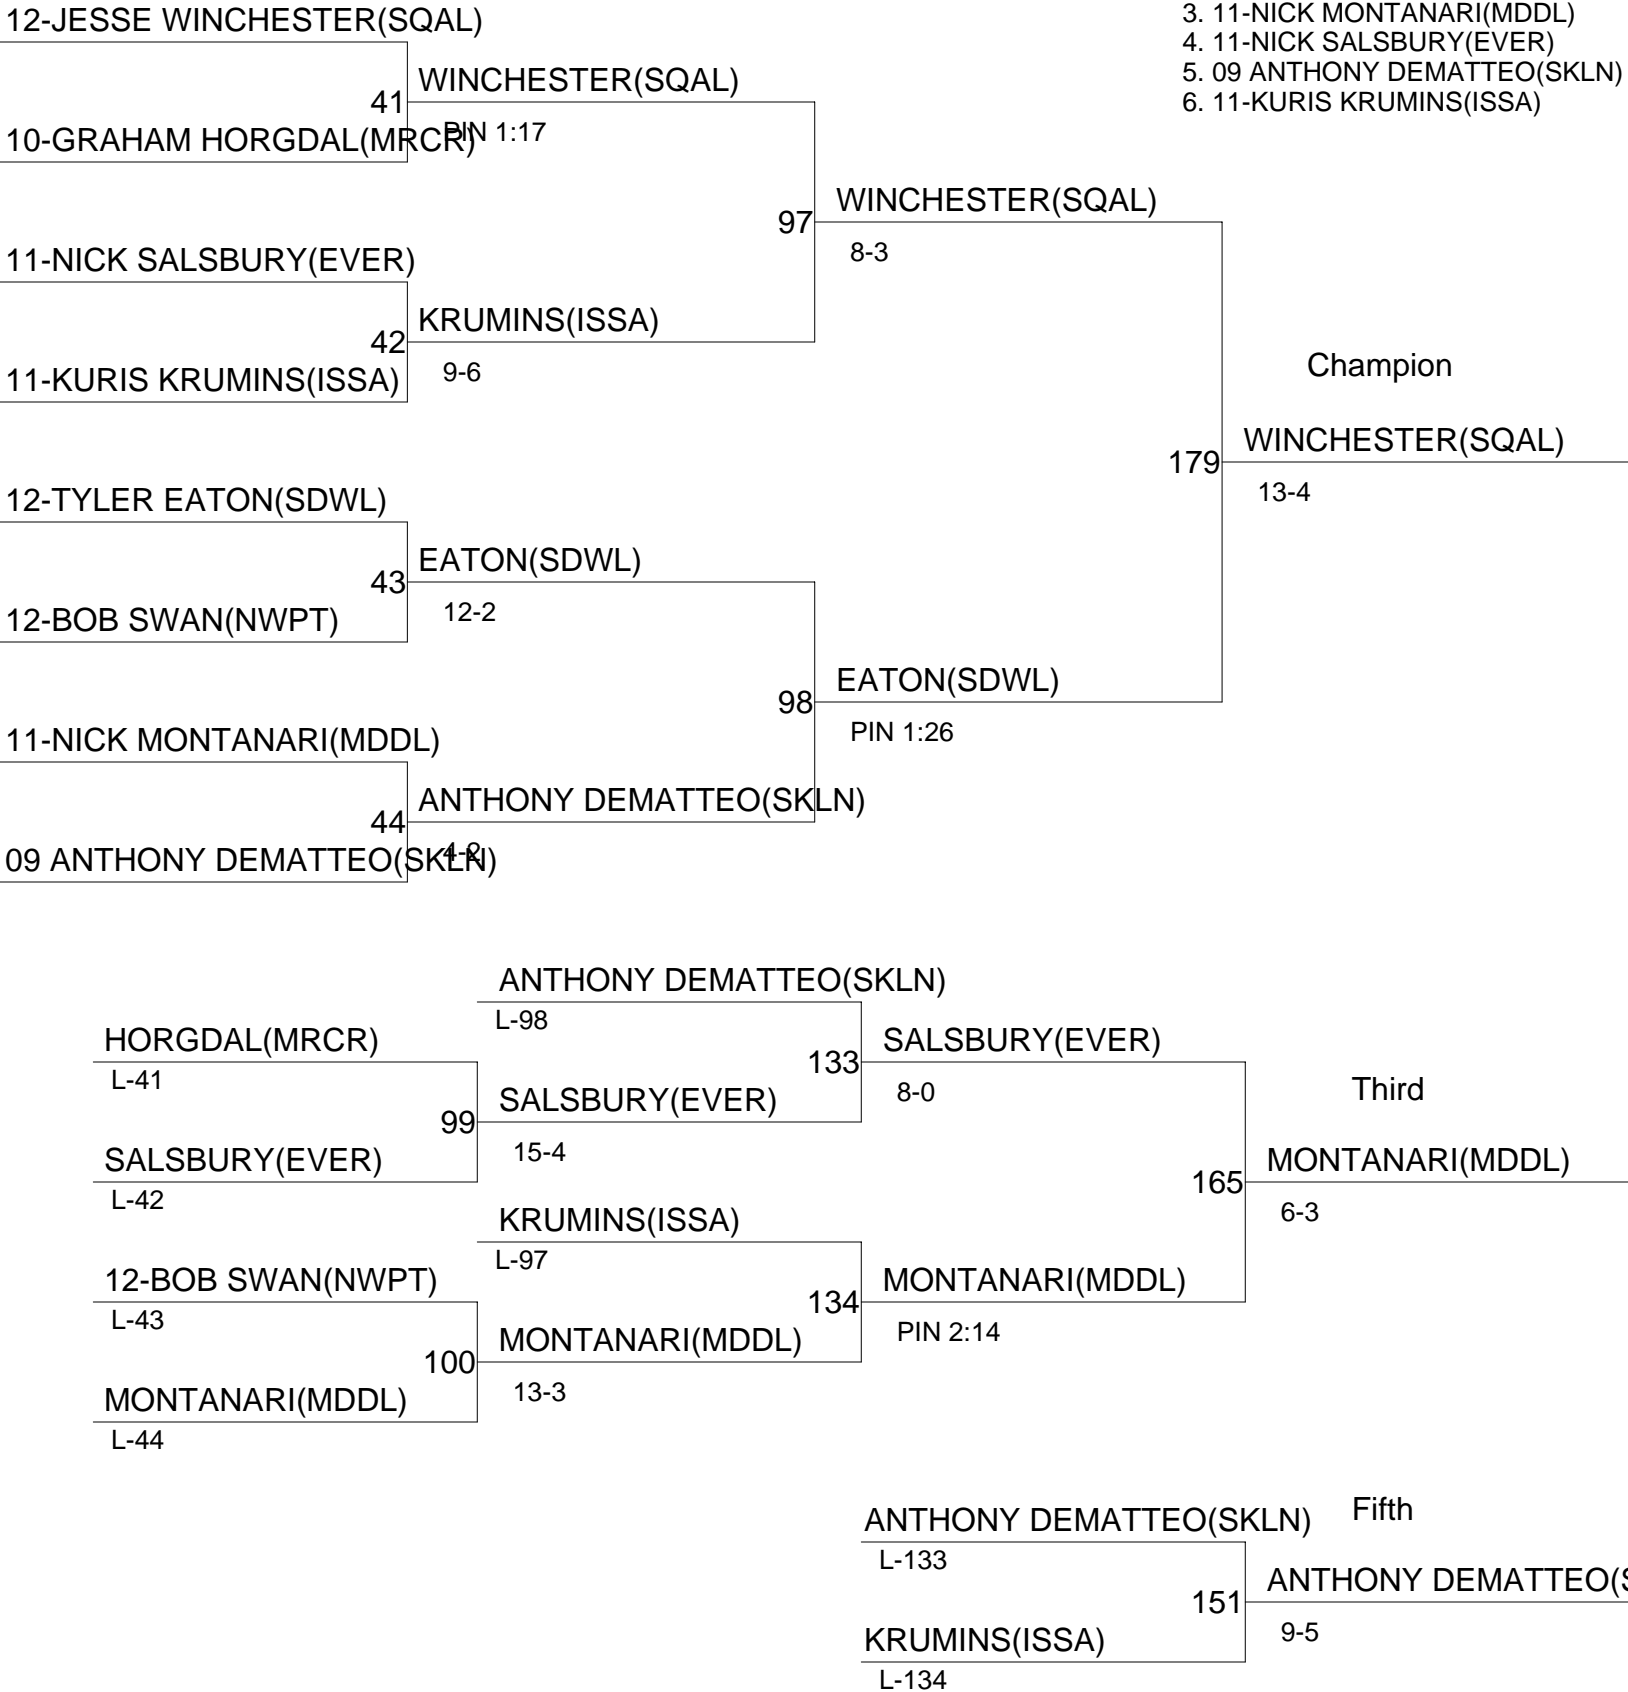 12-JESSE WINCHESTER(SQAL)
3. 11-NICK MONTANARI(MDDL)
4. 11-NICK SALSBURY(EVER)
5. 09 ANTHONY DEMATTEO(SKLN)
6. 11-KURIS KRUMINS(ISSA)
WINCHESTER(SQAL)
41
PIN 1:17
10-GRAHAM HORGDAL(MRCR)
WINCHESTER(SQAL)
97
8-3
11-NICK SALSBURY(EVER)
KRUMINS(ISSA)
42
9-6
11-KURIS KRUMINS(ISSA)
Champion
WINCHESTER(SQAL)
179
13-4
12-TYLER EATON(SDWL)
EATON(SDWL)
43
12-2
12-BOB SWAN(NWPT)
EATON(SDWL)
98
PIN 1:26
11-NICK MONTANARI(MDDL)
ANTHONY DEMATTEO(SKLN)
44
4-2
09 ANTHONY DEMATTEO(SKLN)
ANTHONY DEMATTEO(SKLN)
L-98
HORGDAL(MRCR)
L-41
133
SALSBURY(EVER)
8-0
99
SALSBURY(EVER)
15-4
Third
SALSBURY(EVER)
L-42
165
MONTANARI(MDDL)
6-3
KRUMINS(ISSA)
L-97
12-BOB SWAN(NWPT)
L-43
134
MONTANARI(MDDL)
PIN 2:14
100
MONTANARI(MDDL)
13-3
MONTANARI(MDDL)
L-44
Fifth
ANTHONY DEMATTEO(SKLN)
L-133
151
ANTHONY DEMATTEO(S
9-5
KRUMINS(ISSA)
L-134